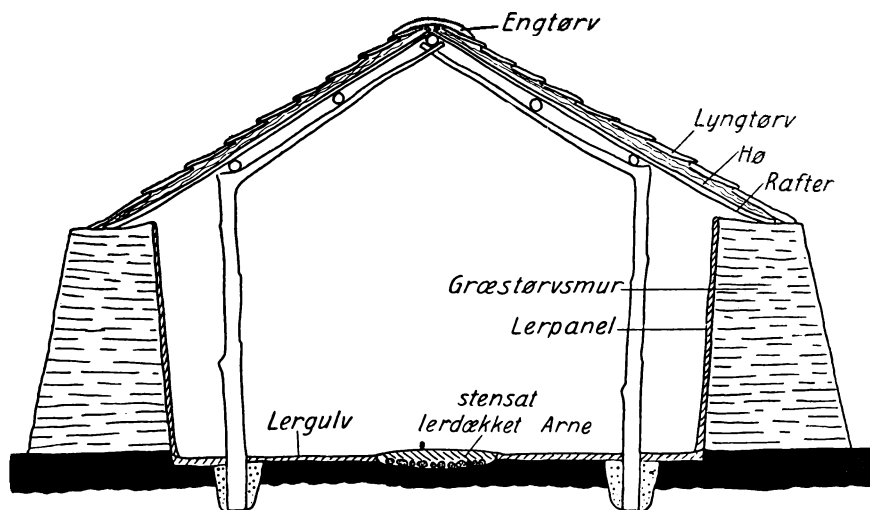 Engtørv
Lyngtørv
Hø
Rafter
Græstørvsmur
Lerpanel
stensat
Lergulv
lerdækket Arne